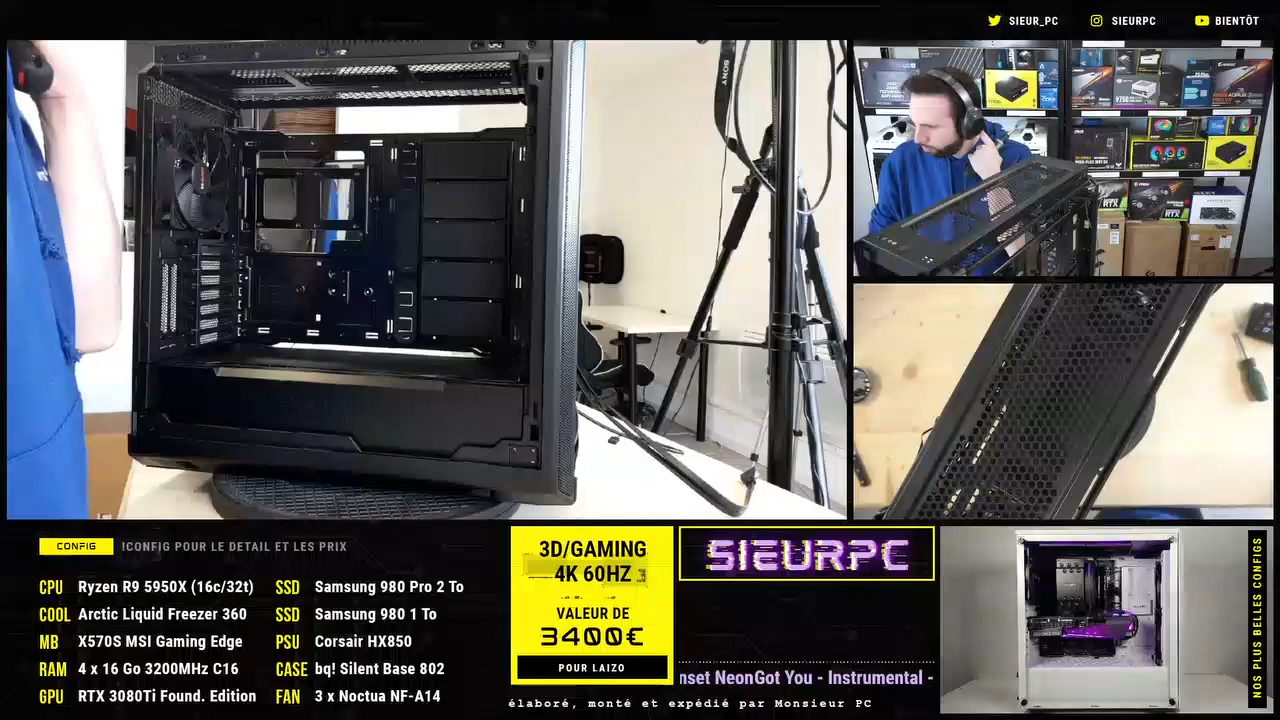 SIEUR_PC
SIEURPC
BIENTÔT
SONY
CONFIG
!CONFIG POUR LE DETAIL ET LES PRIX
CPU Ryzen R9 5950X (16c/32t)
COOL Arctic Liquid Freezer 360
MB X570S MSI Gaming Edge
RAM 4 x 16 Go 3200MHz C16
GPU RTX 3080Ti Found. Edition
SSD Samsung 980 Pro 2 To
SSD Samsung 980 1 To
PSU Corsair HX850
CASE bq! Silent Base 802
FAN 3 x Noctua NF-A14
3D/GAMING
4K 60HZ
VALEUR DE
3400€
POUR LAIZO
SIEURPC
nset NeonGot You - Instrumental -
élaboré, monté et expédié par Monsieur PC
NOS PLUS BELLES CONFIGS
RTX
RTX
V750